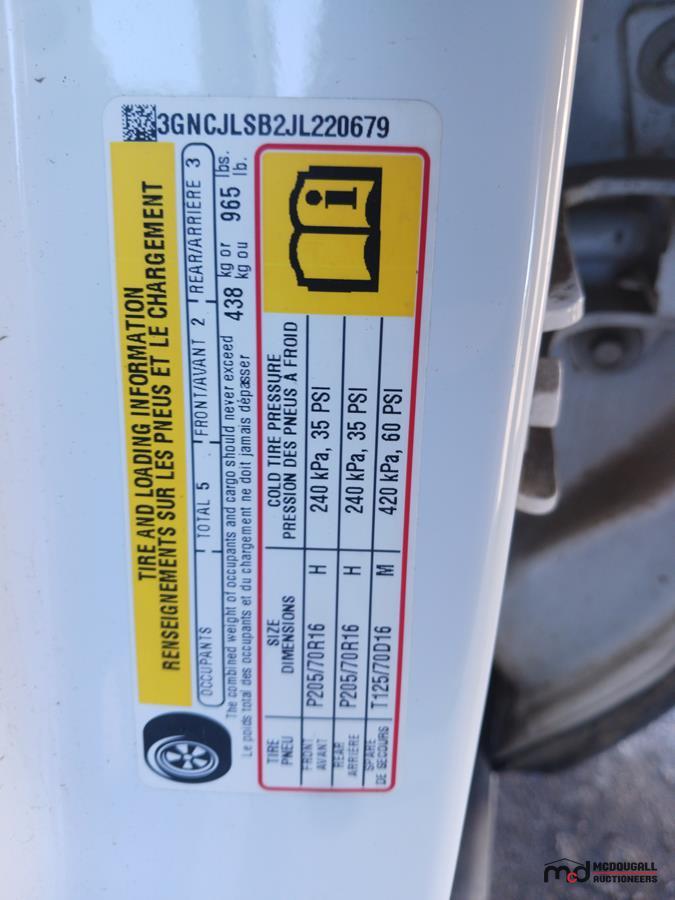 3GNCJLSB2JL220679
TIRE AND LOADING INFORMATION
RENSEIGNEMENTS SUR LES PNEUS ET LE CHARGEMENT
OCCUPANTS TOTAL 5 FRONT/AVANT 2 REAR/ARRIÈRE 3
The combined weight of occupants and cargo should never exceed 438 kg or 965 lbs.
Le poids total des occupants et du chargement ne doit jamais dépasser kg ou lb.
TIRE SIZE COLD TIRE PRESSURE
PNEU DIMENSIONS PRESSION DES PNEUS À FROID
FRONT
AVANT P205/70R16 H 240 kPa, 35 PSI
REAR
ARRIÈRE P205/70R16 H 240 kPa, 35 PSI
SPARE
DE SECOURS T125/70D16 M 420 kPa, 60 PSI
i
md MCDOUGALL
AUCTIONEERS